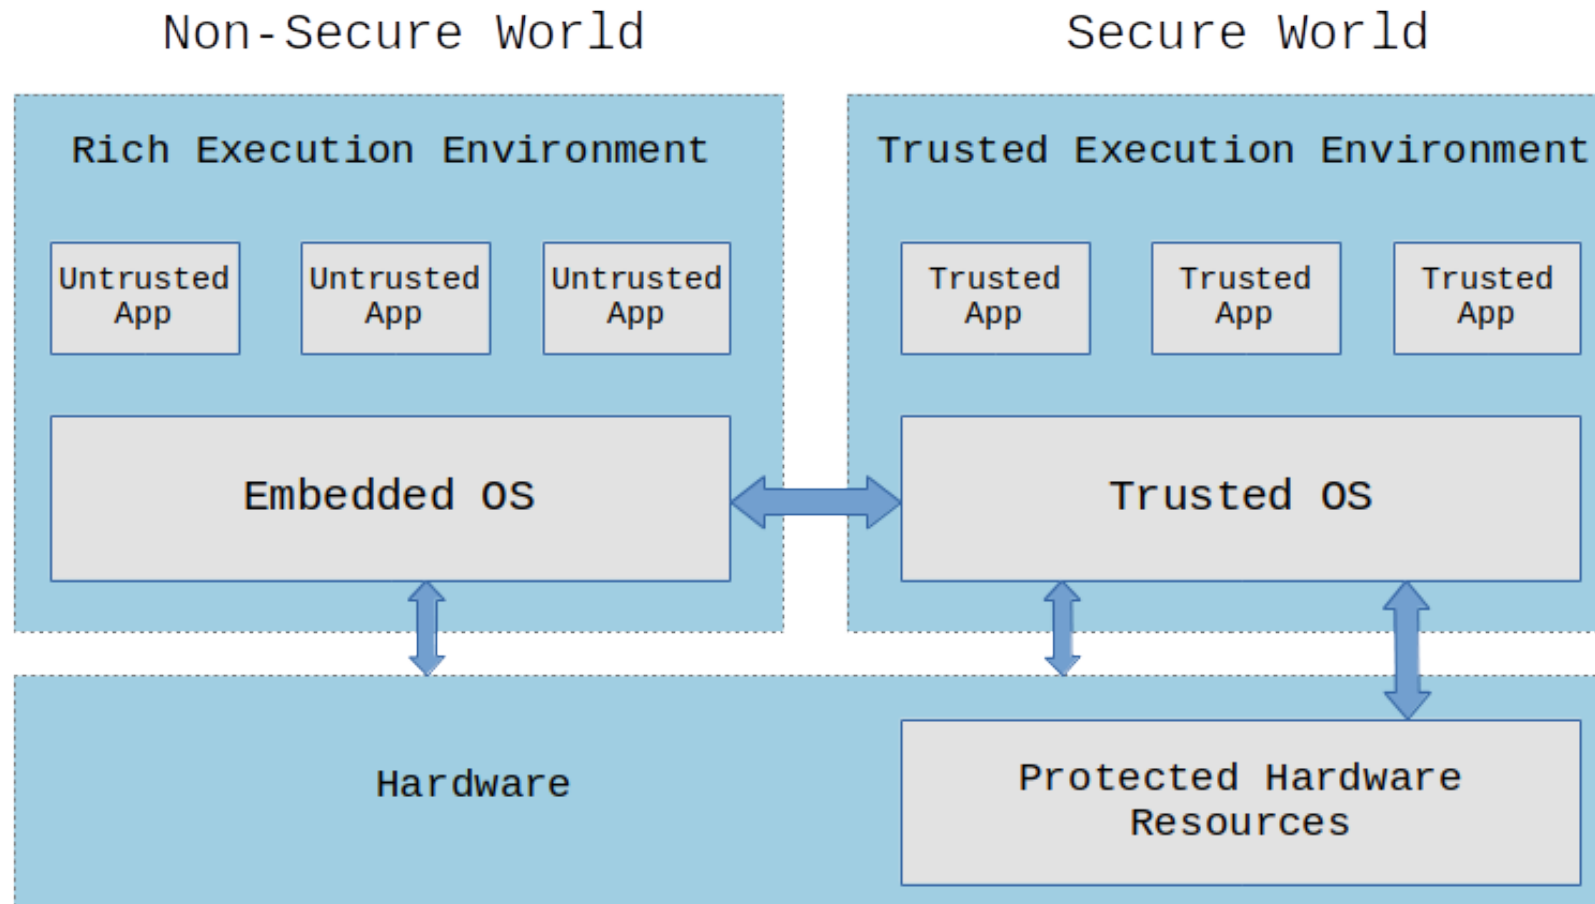 Non-Secure World
Secure World
Rich Execution Environment
Trusted Execution Environment
Untrusted
App
Untrusted
App
Untrusted
App
Trusted
App
Trusted
App
Trusted
App
Embedded OS
Trusted OS
Hardware
Protected Hardware
Resources